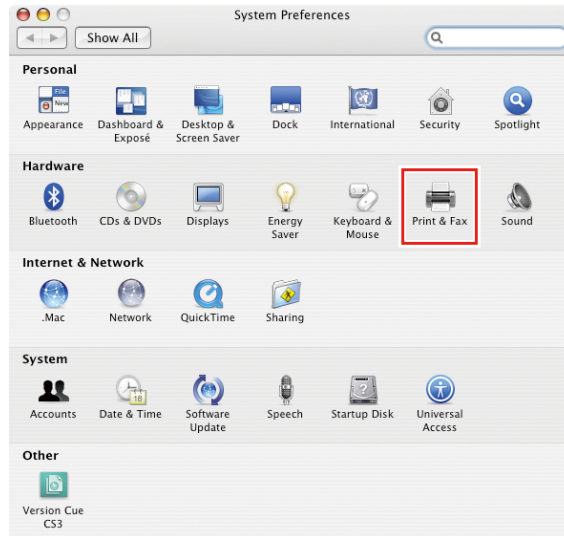 System Preferences
Show All
Personal
File
New
Appearance
Dashboard &
Exposé
Desktop &
Screen Saver
Dock
International
Security
Spotlight
Hardware
Bluetooth
CDs & DVDs
Displays
Energy
Saver
Keyboard &
Mouse
Print & Fax
Sound
Internet & Network
.Mac
Network
QuickTime
Sharing
System
Accounts
18
Date & Time
Software
Update
Speech
?
Startup Disk
Universal
Access
Other
Version Cue
CS3